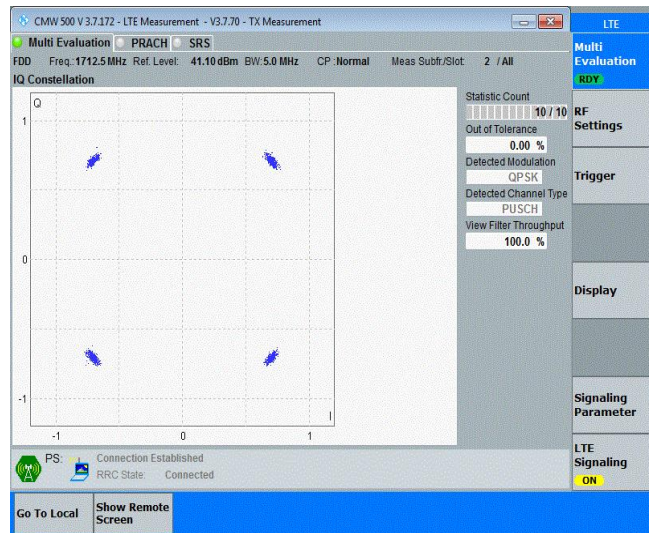 CMW 500 V 3.7.172 - LTE Measurement - V3.7.70 - TX Measurement
LTE
Multi Evaluation PRACH SRS
FDD Freq.:1712.5 MHz Ref. Level: 41.10 dBm BW:5.0 MHz CP :Normal Meas Subfr./Slot: 2 / All
IQ Constellation
Q
1
0
-1
-1 0 1
I
Statistic Count
10 / 10
Out of Tolerance
0.00 %
Detected Modulation
QPSK
Detected Channel Type
PUSCH
View Filter Throughput
100.0 %
PS: Connection Established
RRC State: Connected
Multi
Evaluation
RDY
RF
Settings
Trigger
Display
Signaling
Parameter
LTE
Signaling
ON
Go To Local
Show Remote
Screen